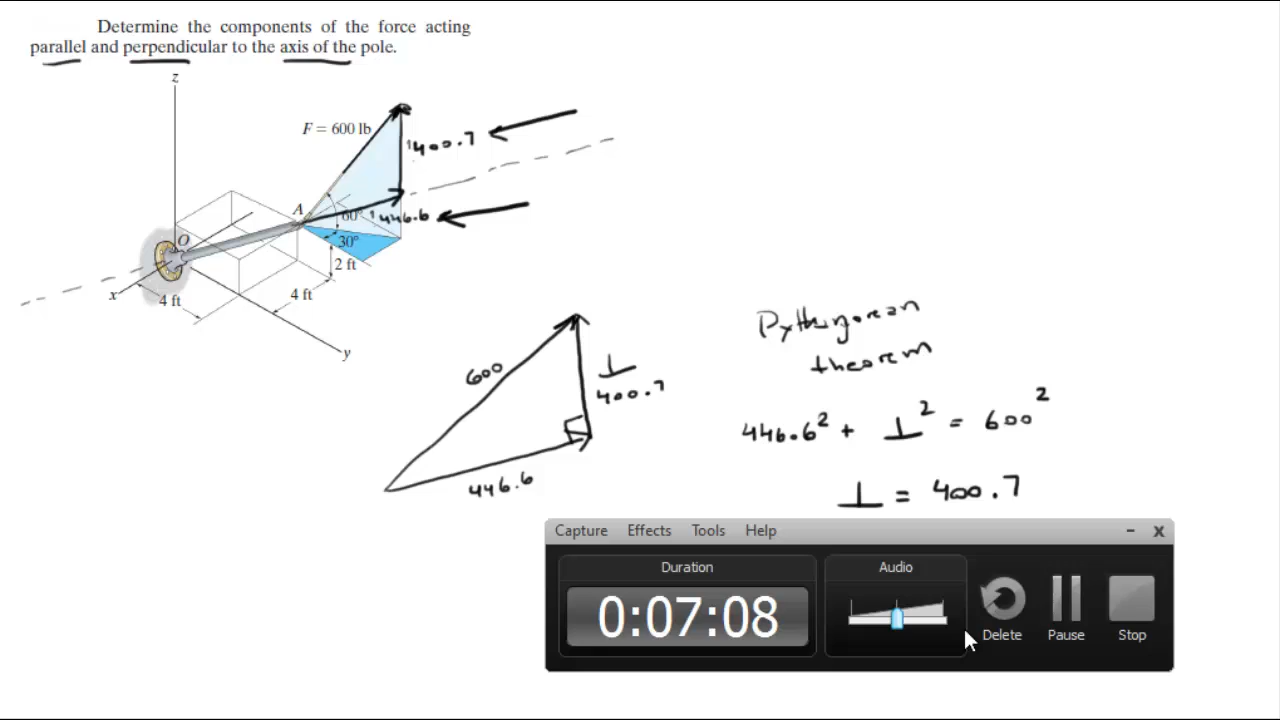 Determine the components of the force acting
parallel and perpendicular to the axis of the pole.
z
F = 600 lb
400.7
A
60°
446.6
O
30°
2 ft
x
4 ft
4 ft
y
600
⊥
400.7
446.6
Pythagorean
theorem
446.6² + ⊥² = 600²
⊥ = 400.7
Capture Effects Tools Help
Duration
Audio
0:07:08
Delete Pause Stop